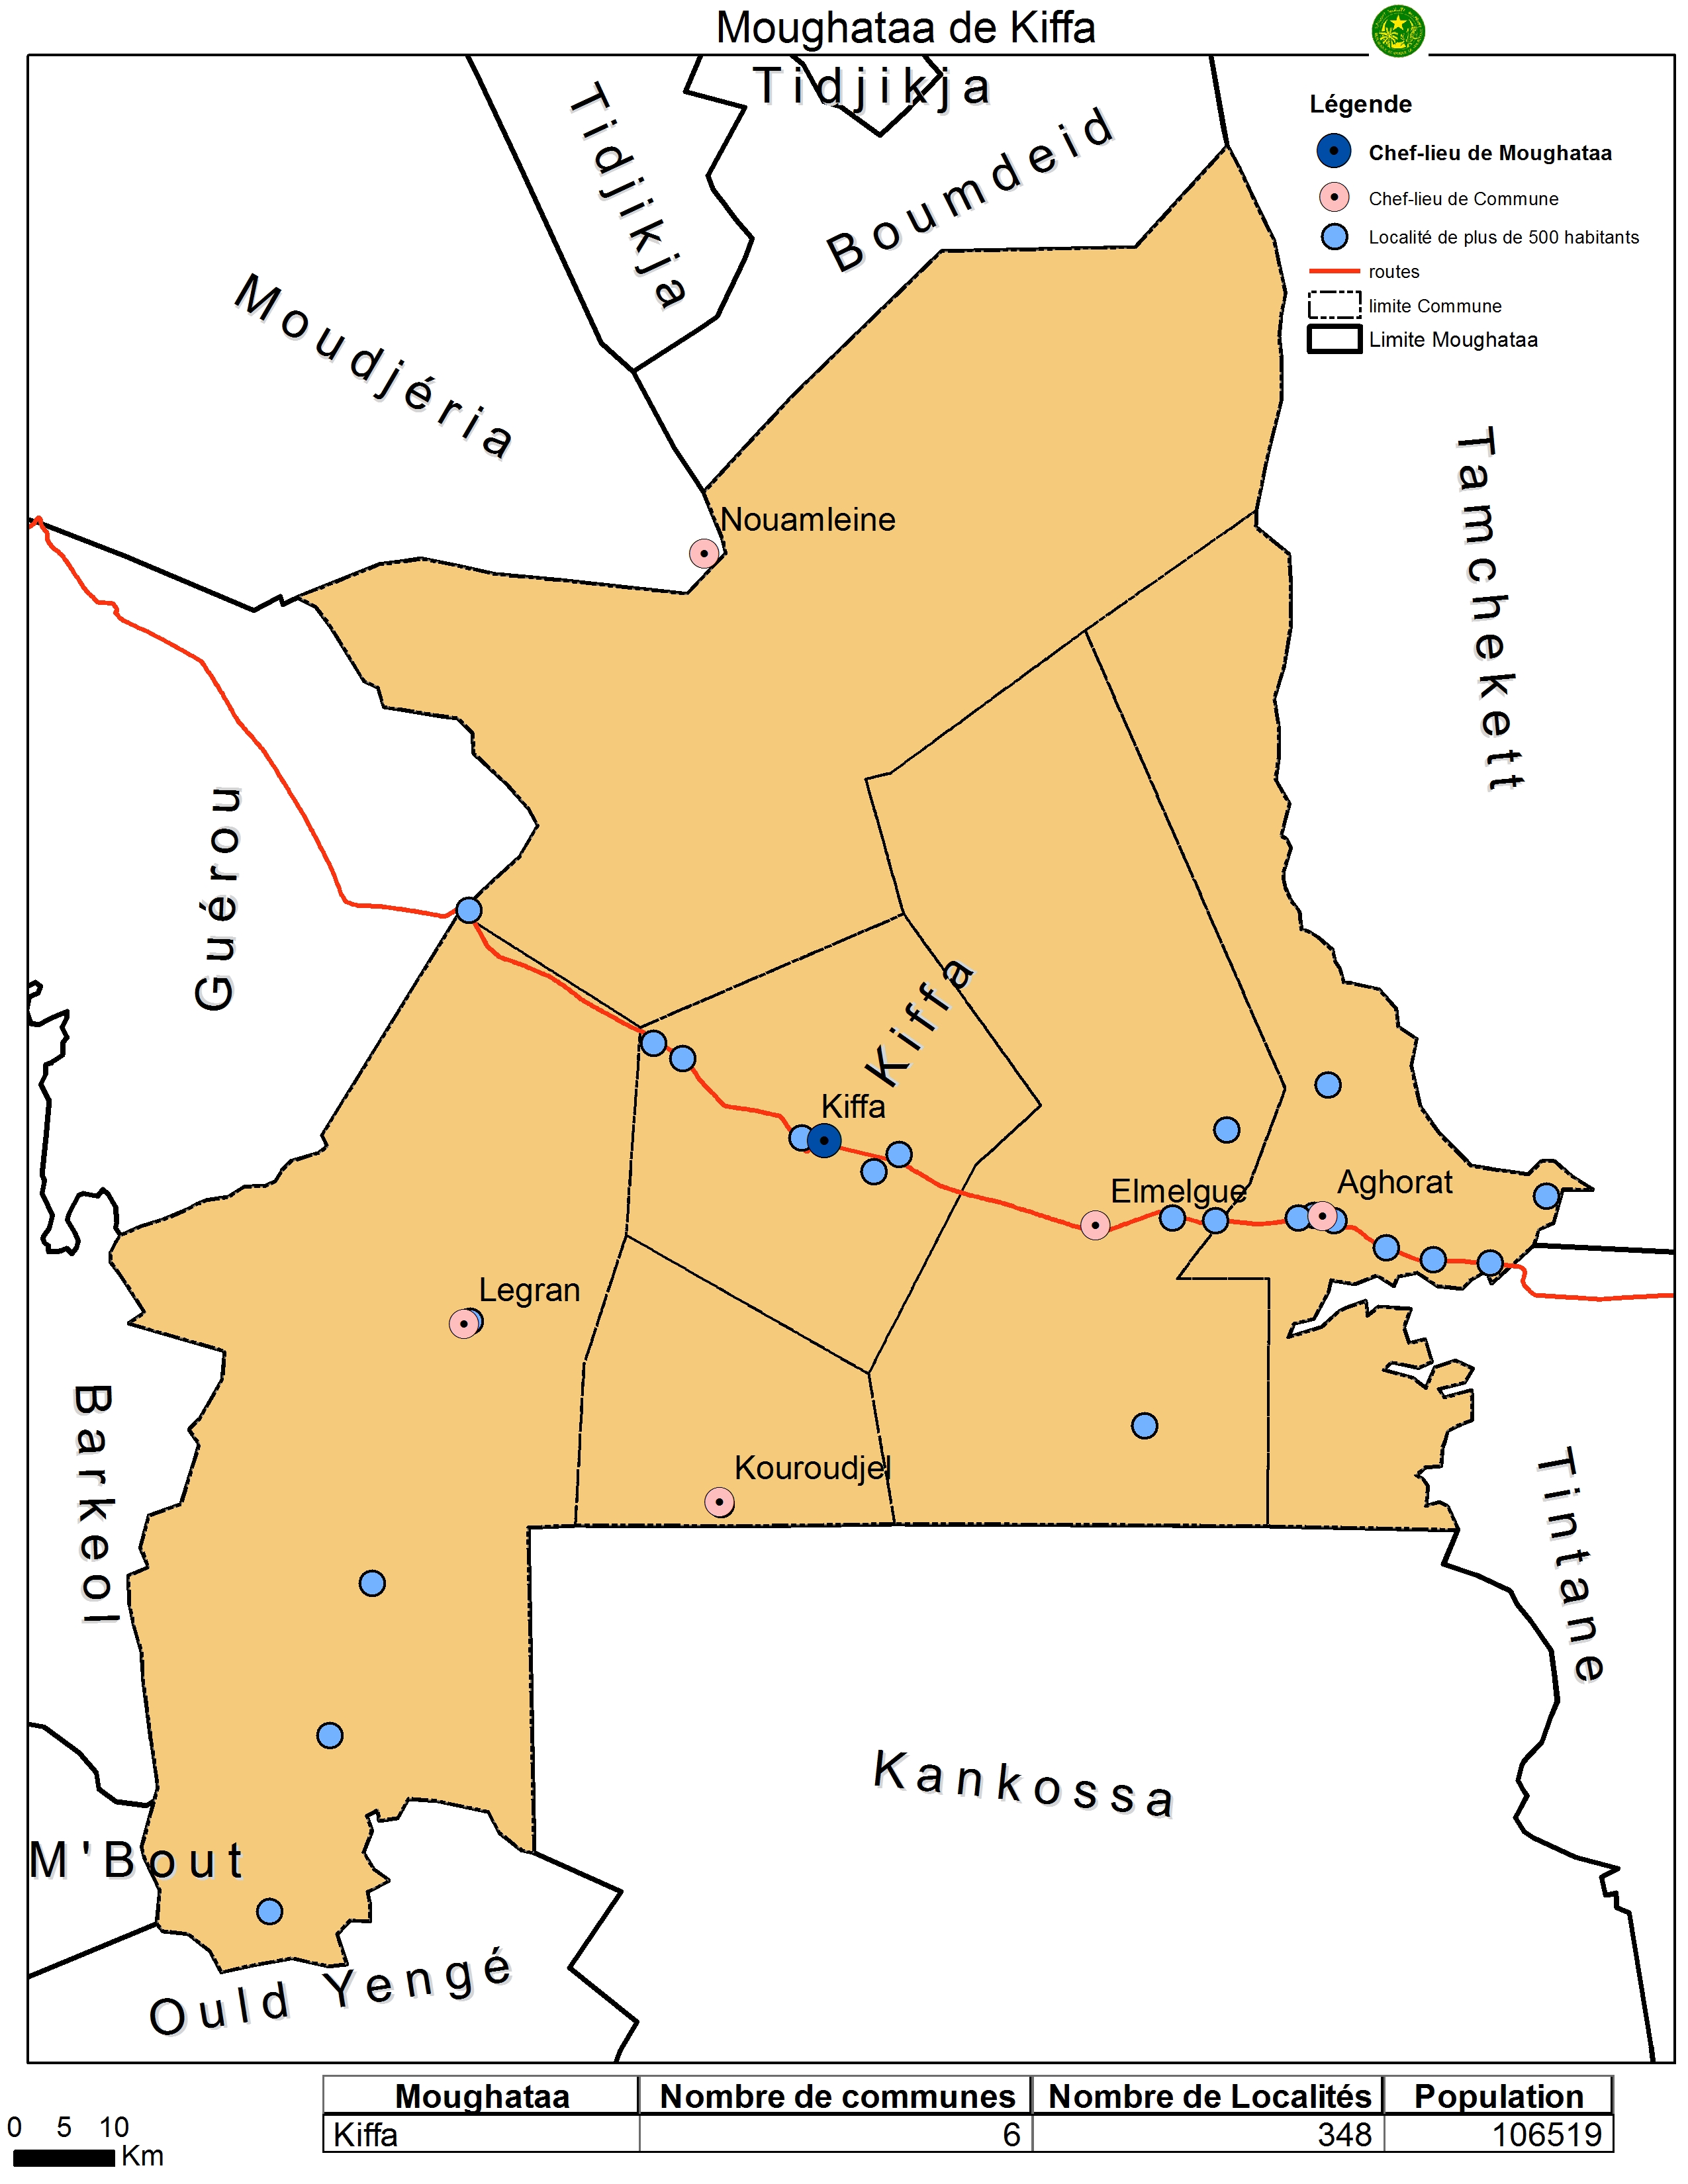 Moughataa de Kiffa
Tidjikja
Tidjikja
Boumdeid
Moudjéria
Légende
Chef-lieu de Moughataa
Chef-lieu de Commune
Localité de plus de 500 habitants
routes
limite Commune
Limite Moughataa
Tamchekett
Nouamleine
Guérou
Kiffa
Kiffa
Elmelgue
Aghorat
Legran
Kouroudjel
Barkeol
Tintane
Kankossa
M'Bout
Ould Yengé
Moughataa Nombre de communes Nombre de Localités Population
Kiffa 6 348 106519
0 5 10
Km